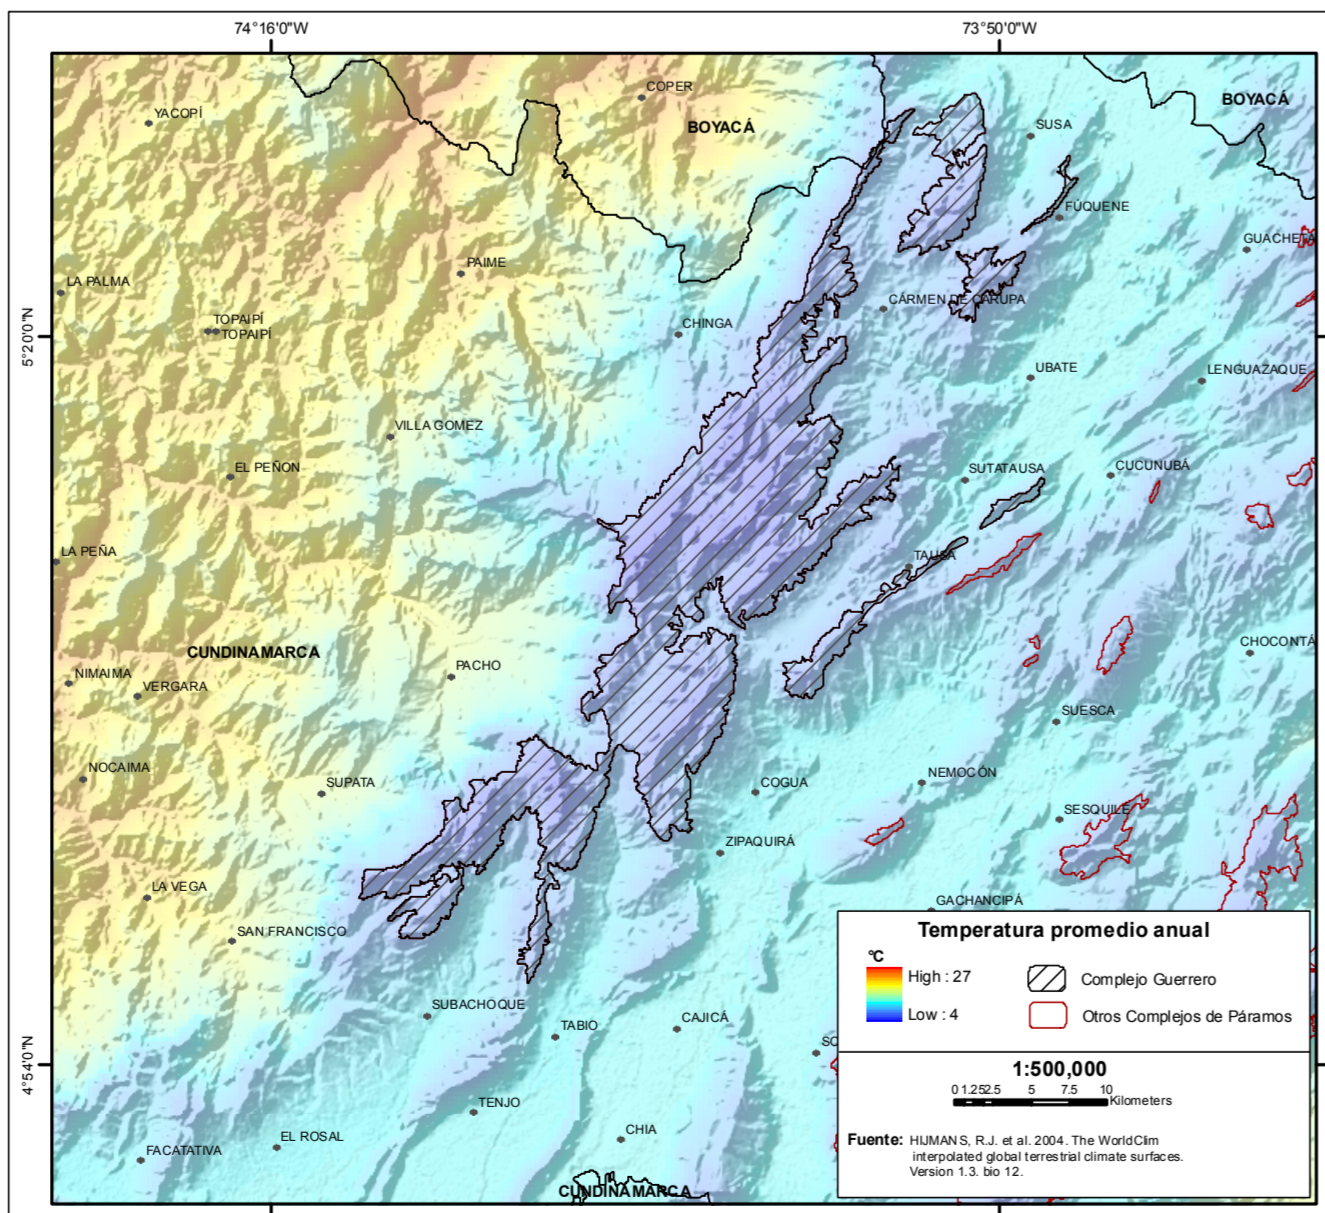 74°16'0"W
73°50'0"W
COPER
BOYACÁ
YACOPÍ
BOYACÁ
SUSA
FÚQUENE
GUACHETÁ
PAIME
LA PALMA
CÁRMEN DE CARUPA
TOPAIPÍ
TOPAIPÍ
CHINGA
5°20'0"N
UBATE
LENGUAZAQUE
VILLA GOMEZ
EL PEÑON
SUTATAUSA
CUCUNUBÁ
LA PEÑA
TAUSA
CUNDINAMARCA
CHOCONTÁ
PACHO
NIMAIMA
VERGARA
SUESCA
NOCAIMA
SUPATA
COGUA
NEMOCÓN
SESQUILÉ
ZIPAQUIRÁ
LA VEGA
GACHANCIPÁ
SAN FRANCISCO
SUBACHOQUE
TABIO
CAJICÁ
SO
4°54'0"N
TENJO
CHIA
EL ROSAL
FACATATIVA
CUNDINAMARCA
Temperatura promedio anual
°C
High : 27
Low : 4
Complejo Guerrero
Otros Complejos de Páramos
1:500,000
0 1.25 2.5 5 7.5 10
Kilometers
Fuente: HIJMANS, R.J. et al. 2004. The WorldClim
interpolated global terrestrial climate surfaces.
Version 1.3. bio 12.